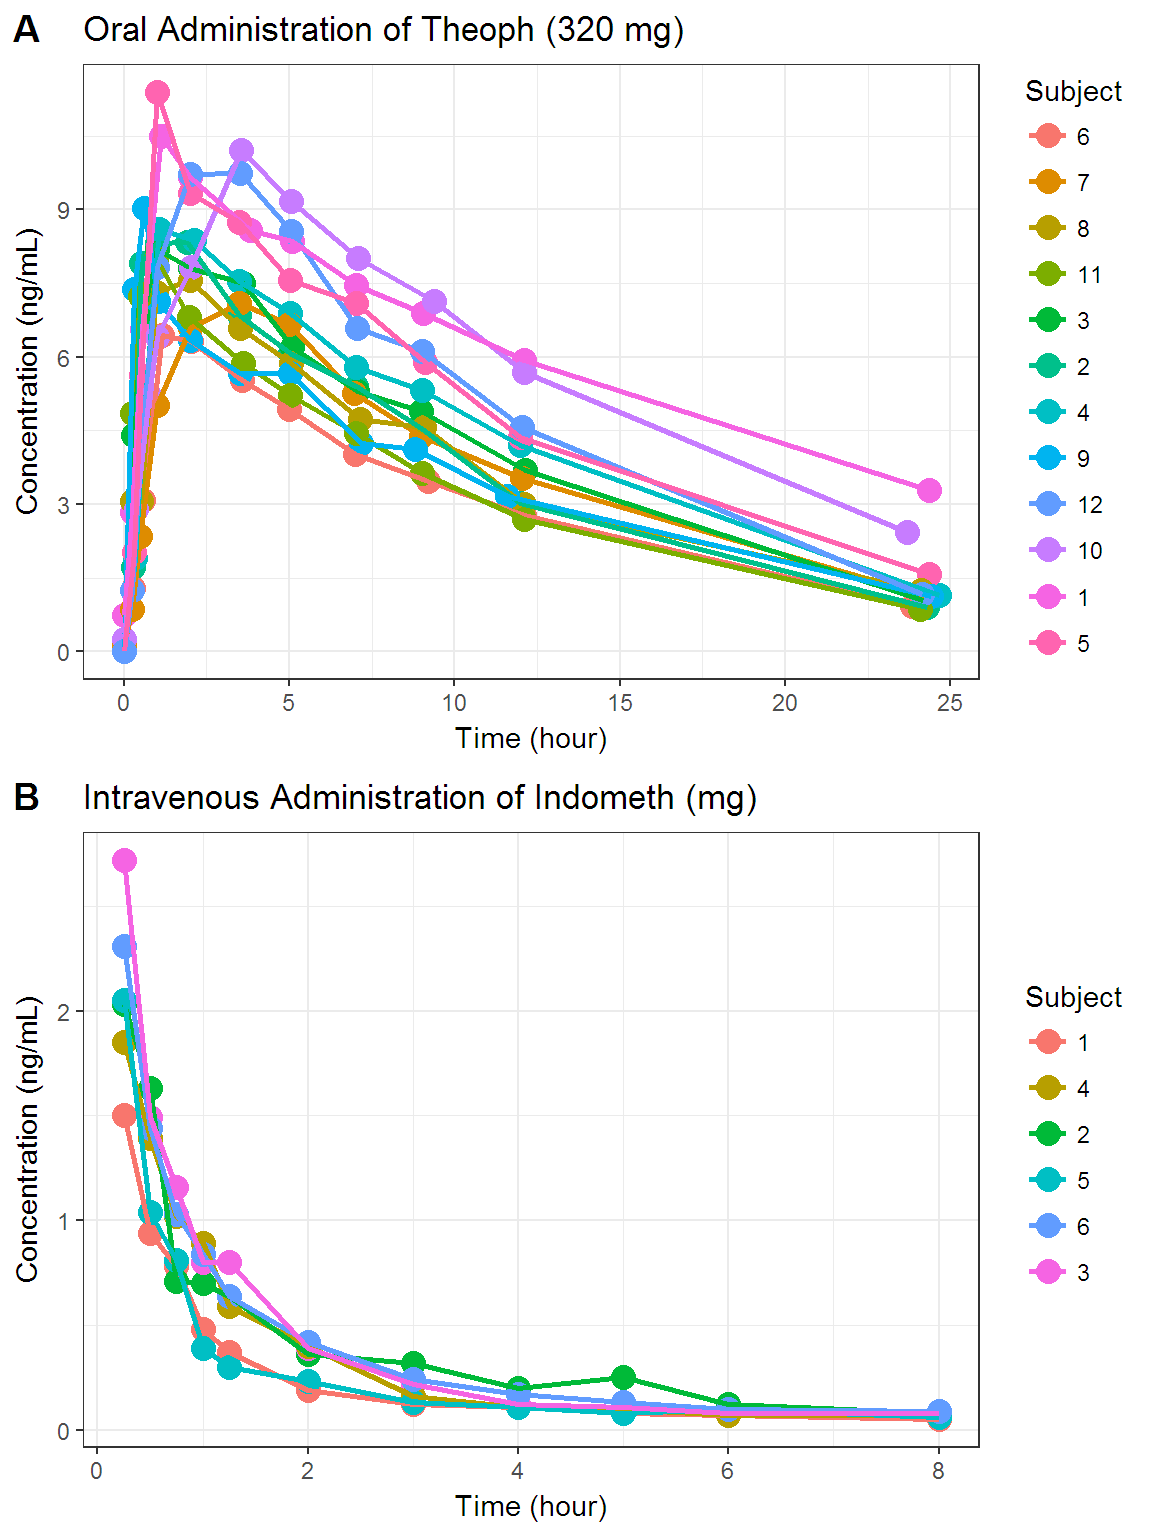 A Oral Administration of Theoph (320 mg)
Concentration (ng/mL)
9
6
3
0
0 5 10 15 20 25
Time (hour)
Subject
6
7
8
11
3
2
4
9
12
10
1
5
B Intravenous Administration of Indometh (mg)
Concentration (ng/mL)
2
1
0
0 2 4 6 8
Time (hour)
Subject
1
4
2
5
6
3